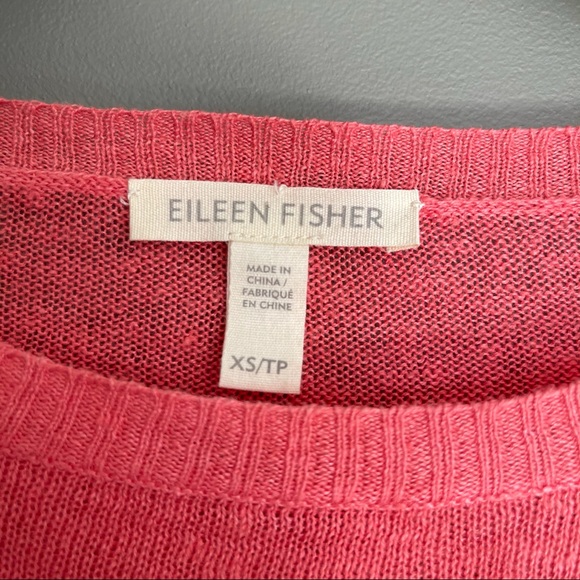 EILEEN FISHER
MADE IN
CHINA /
FABRIQUÉ
EN CHINE
XS/TP